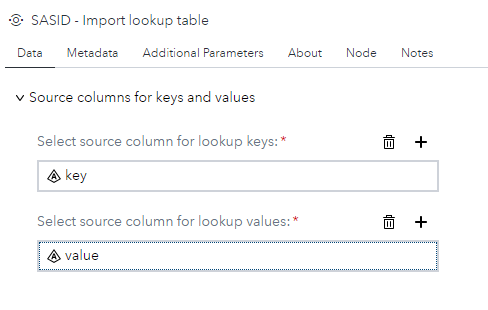 SASID - Import lookup table
Data Metadata Additional Parameters About Node Notes
Source columns for keys and values
Select source column for lookup keys:*
key
Select source column for lookup values:*
value